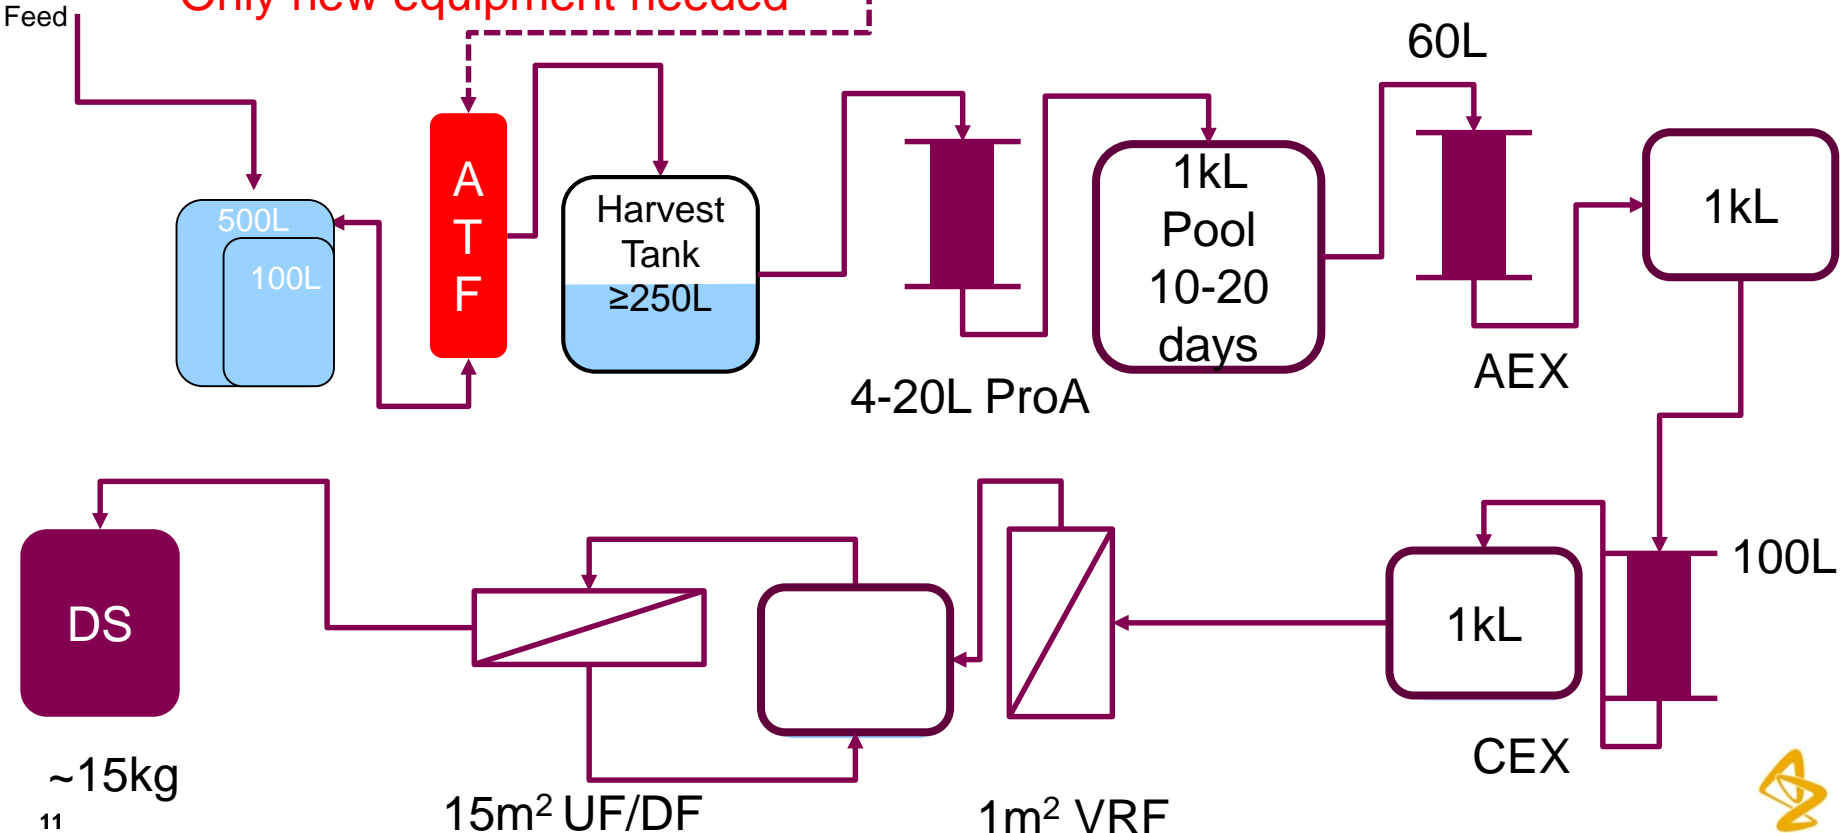 Only new equipment needed
Feed
60L
A
T
F
500L
100L
Harvest
Tank
≥250L
1kL
Pool
10-20
days
1kL
4-20L ProA
AEX
DS
1kL
100L
CEX
~15kg
15m² UF/DF
1m² VRF
11